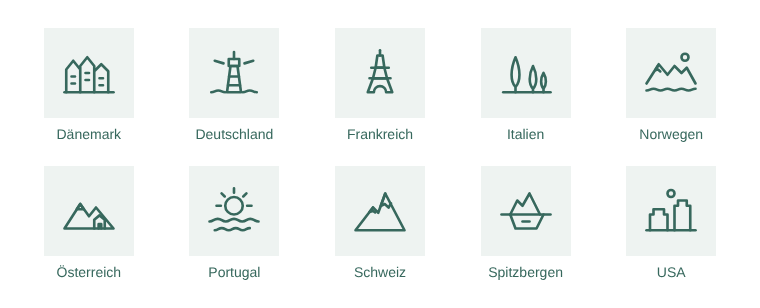 Dänemark
Deutschland
Frankreich
Italien
Norwegen
Österreich
Portugal
Schweiz
Spitzbergen
USA